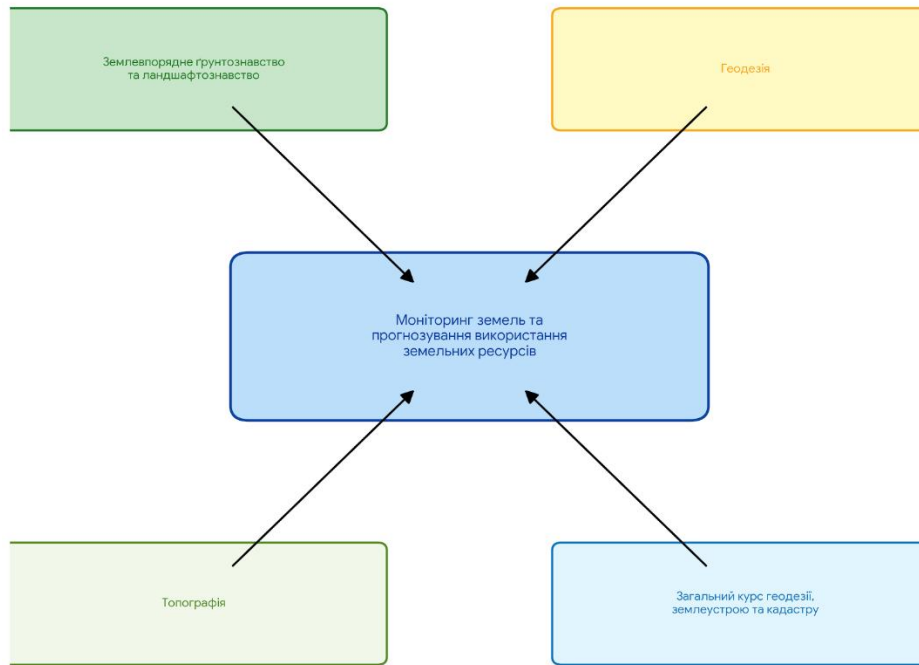 Землевпорядне ґрунтознавство
та ландшафтознавство
Геодезія
Моніторинг земель та
прогнозування використання
земельних ресурсів
Топографія
Загальний курс геодезії,
землеустрою та кадастру